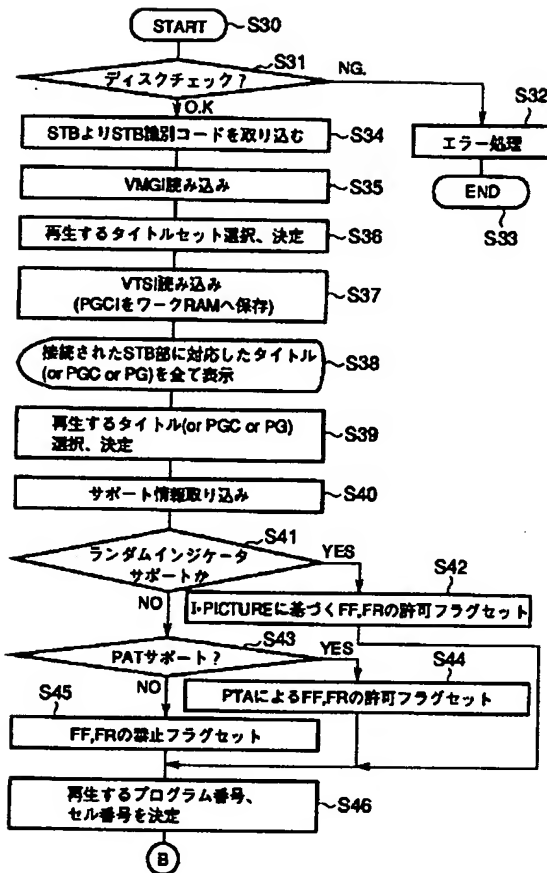 START
S30
S31
ディスクチェック?
NG.
O.K
S32
エラー処理
END
S33
STBよりSTB識別コードを取り込む
S34
VMGI読み込み
S35
再生するタイトルセット選択、決定
S36
VTSI読み込み
(PGCIをワークRAMへ保存)
S37
接続されたSTB部に対応したタイトル
(or PGC or PG)を全て表示
S38
再生するタイトル(or PGC or PG)
選択、決定
S39
サポート情報取り込み
S40
S41
ランダムインジケータ
サポートか
YES
NO
S42
I・PICTUREに基づくFF,FRの許可フラグセット
S43
PATサポート?
YES
NO
S44
PTAによるFF,FRの許可フラグセット
S45
FF,FRの禁止フラグセット
再生するプログラム番号、
セル番号を決定
S46
B